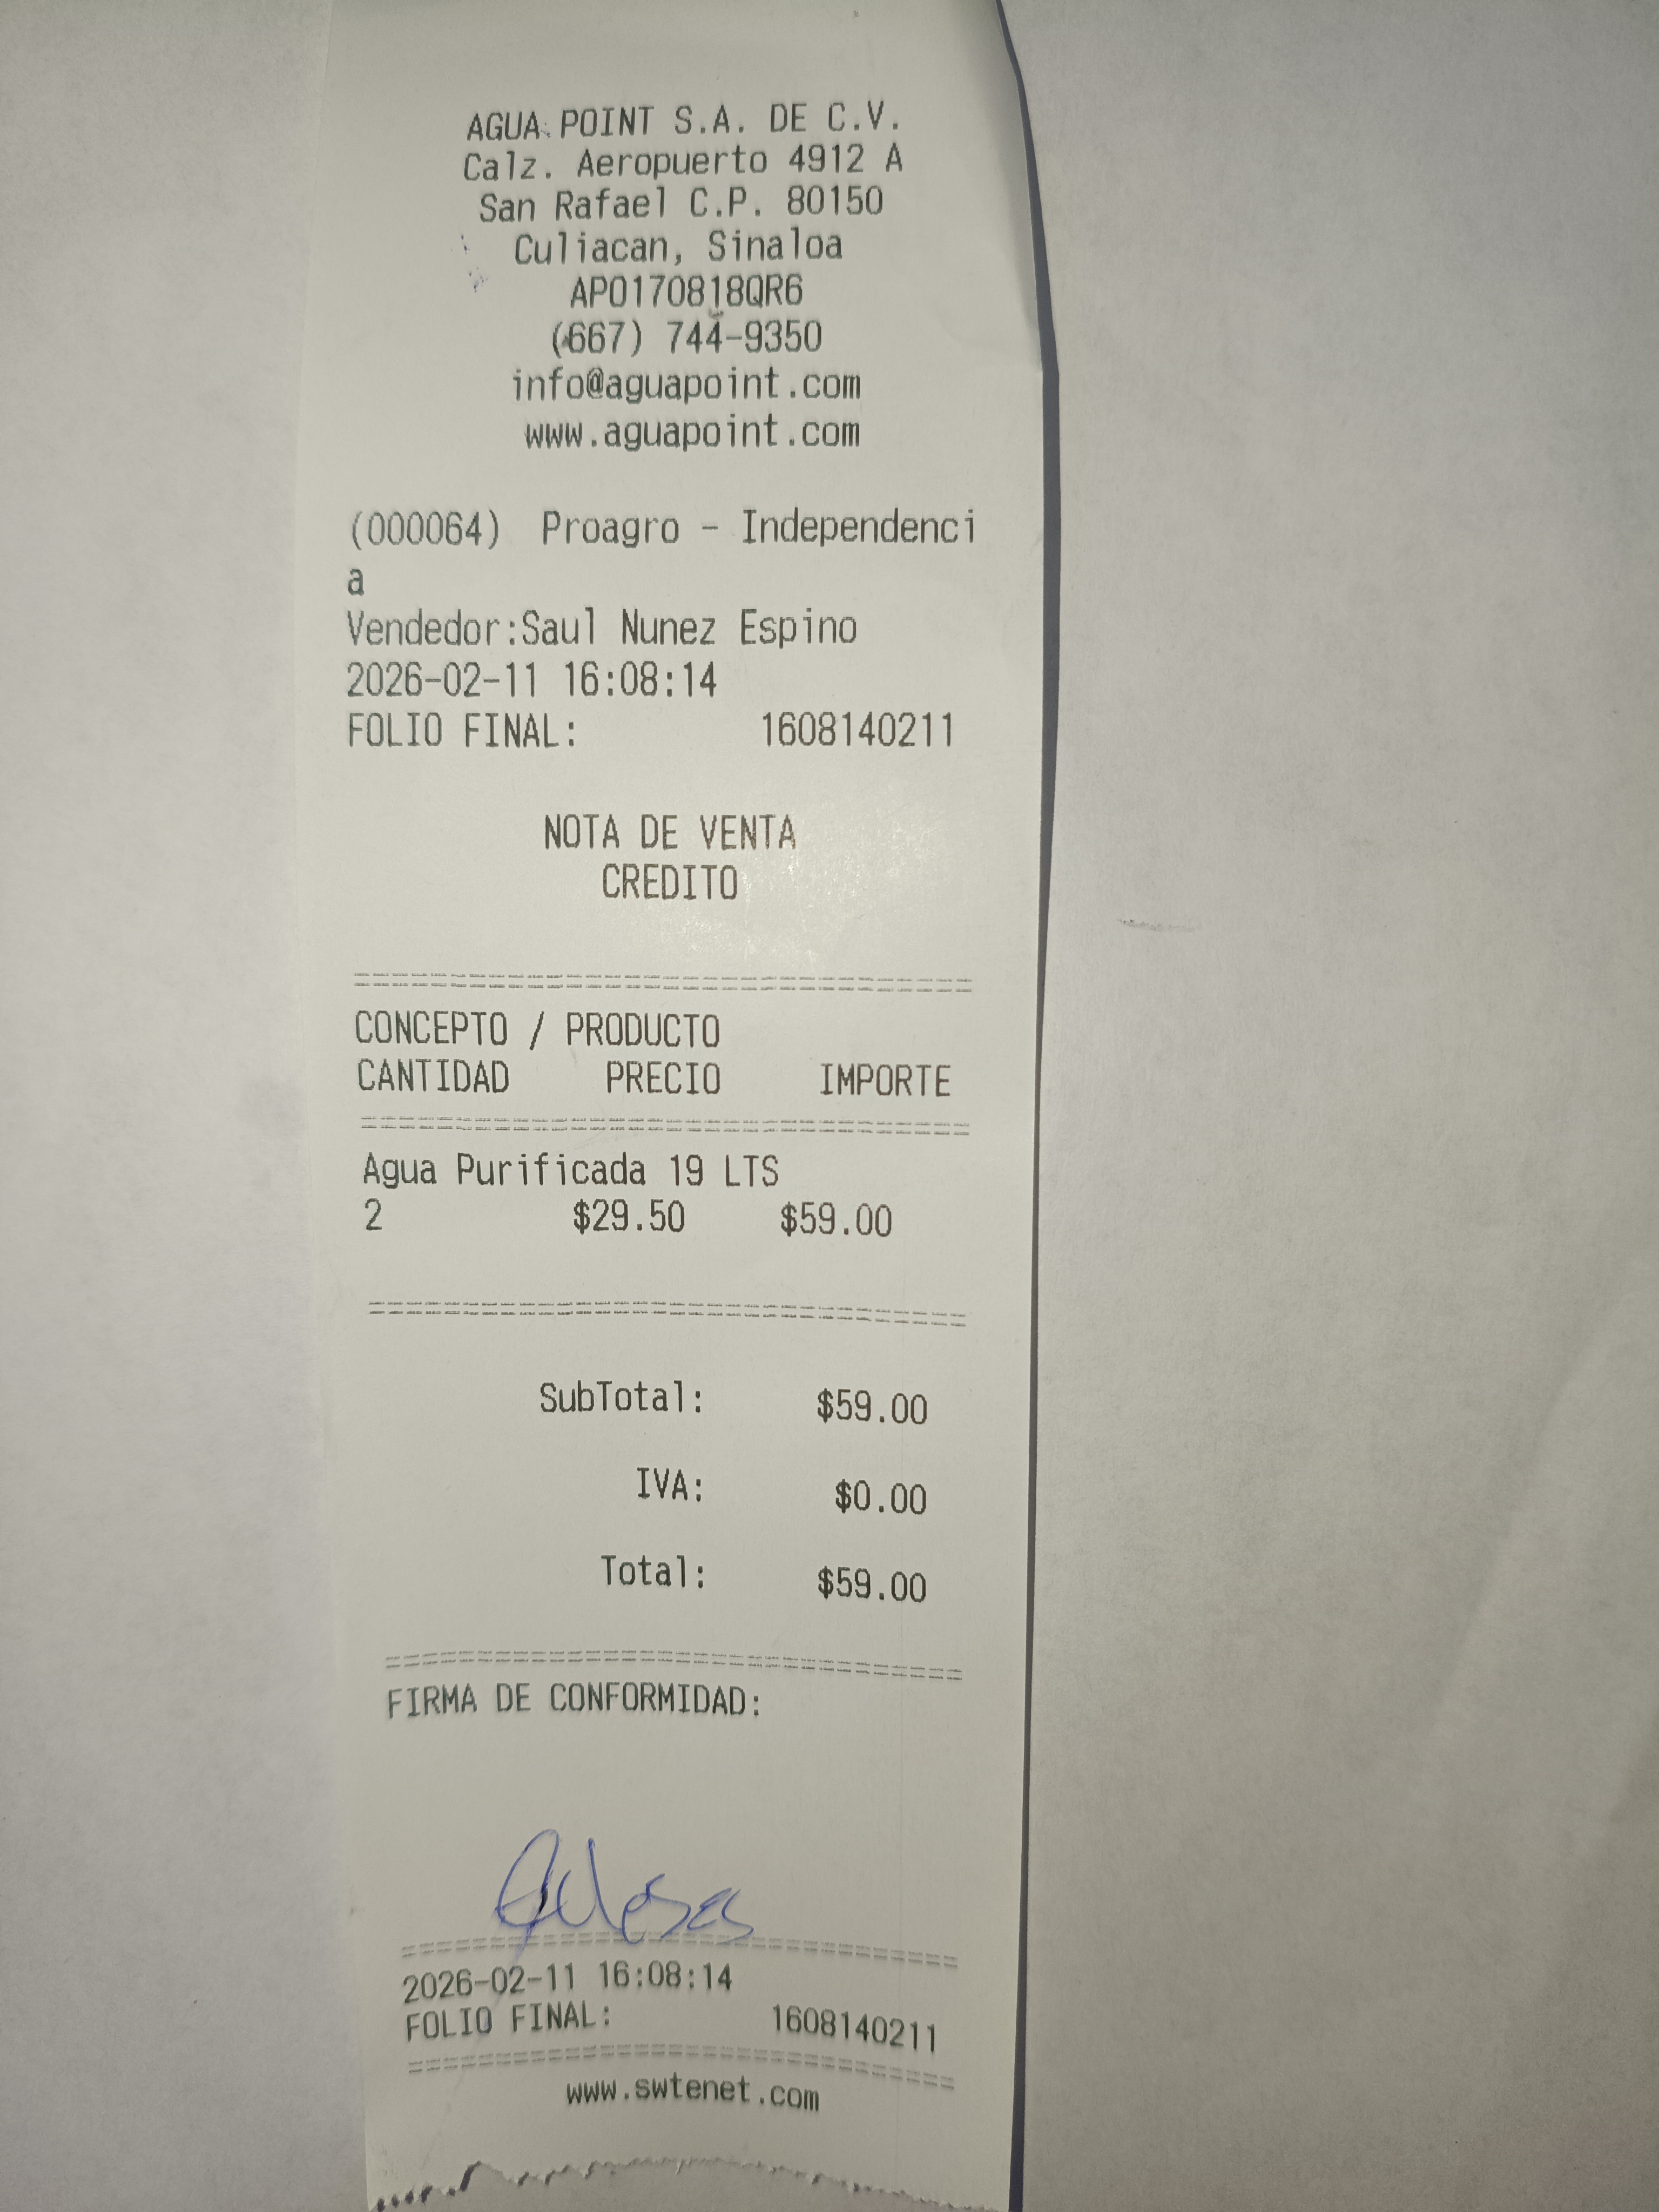 AGUA POINT S.A. DE C.V.
Calz. Aeropuerto 4912 A
San Rafael C.P. 80150
Culiacan, Sinaloa
APO170818QR6
(667) 744-9350
info@aguapoint.com
www.aguapoint.com
(000064) Proagro - Independenci
a
Vendedor:Saul Nunez Espino
2026-02-11 16:08:14
FOLIO FINAL: 1608140211
NOTA DE VENTA
CREDITO
CONCEPTO / PRODUCTO
CANTIDAD PRECIO IMPORTE
Agua Purificada 19 LTS
2 $29.50 $59.00
SubTotal: $59.00
IVA: $0.00
Total: $59.00
FIRMA DE CONFORMIDAD:
2026-02-11 16:08:14
FOLIO FINAL: 1608140211
www.swtenet.com